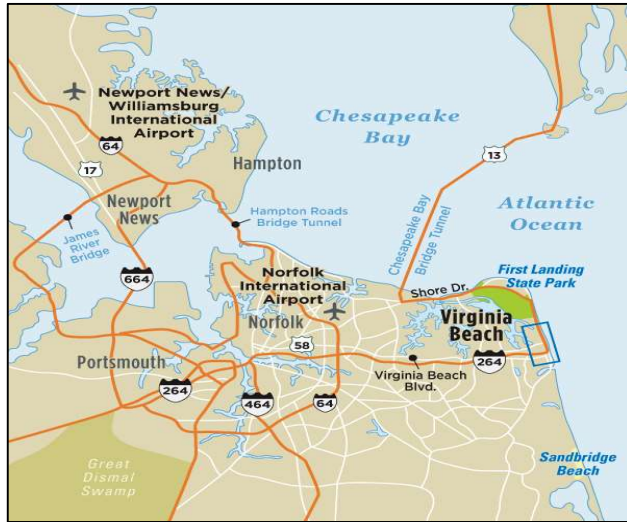 Newport News/
Williamsburg
International
Airport
64
17
Hampton
Newport
News
James
River
Bridge
664
Hampton Roads
Bridge Tunnel
Chesapeake
Bay
13
Chesapeake Bay
Bridge Tunnel
Atlantic
Ocean
First Landing
State Park
Shore Dr.
Norfolk
International
Airport
Norfolk
58
Virginia
Beach
264
Virginia Beach
Blvd.
Portsmouth
264
464
64
Great
Dismal
Swamp
Sandbridge
Beach